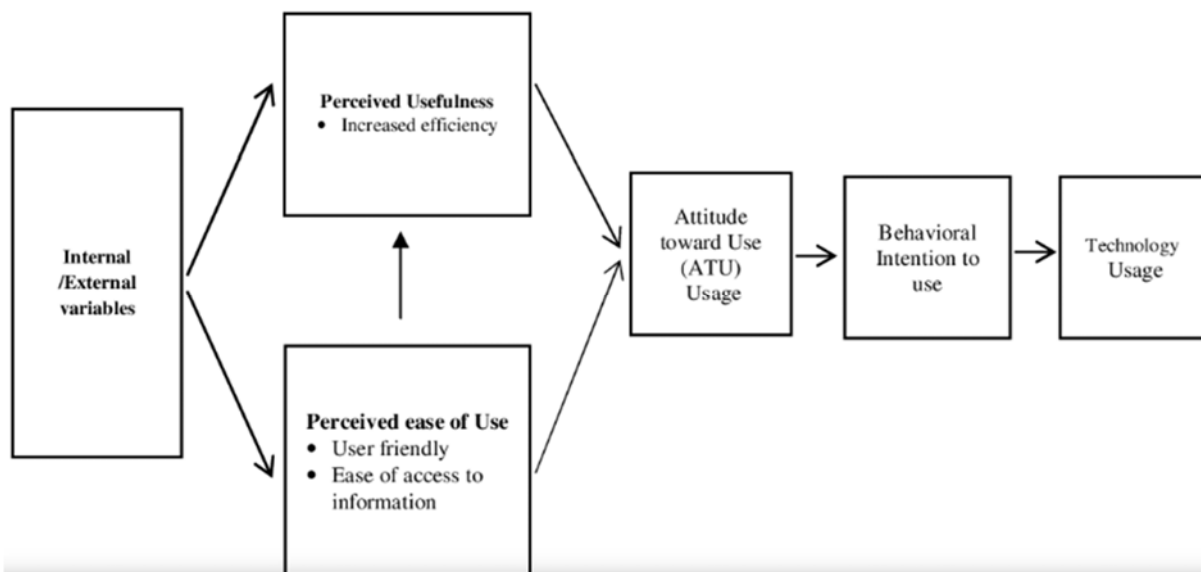 Internal
/External
variables
Perceived Usefulness
• Increased efficiency
Perceived ease of Use
• User friendly
• Ease of access to
information
Attitude
toward Use
(ATU)
Usage
Behavioral
Intention to
use
Technology
Usage